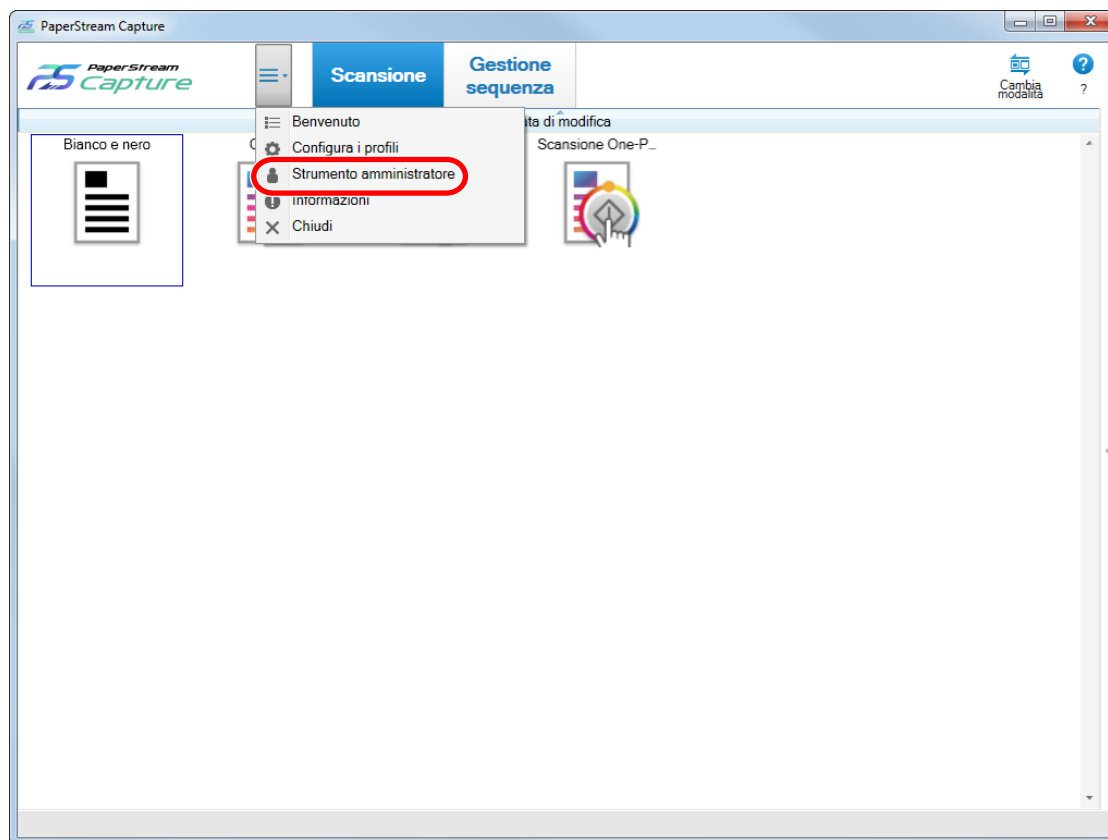 PaperStream Capture
PaperStream
Capture
Scansione
Gestione
sequenza
Cambia
modalità
?
?
Benvenuto
Configura i profili
Strumento amministratore
Informazioni
Chiudi
di modifica
Bianco e nero
Scansione One-P...